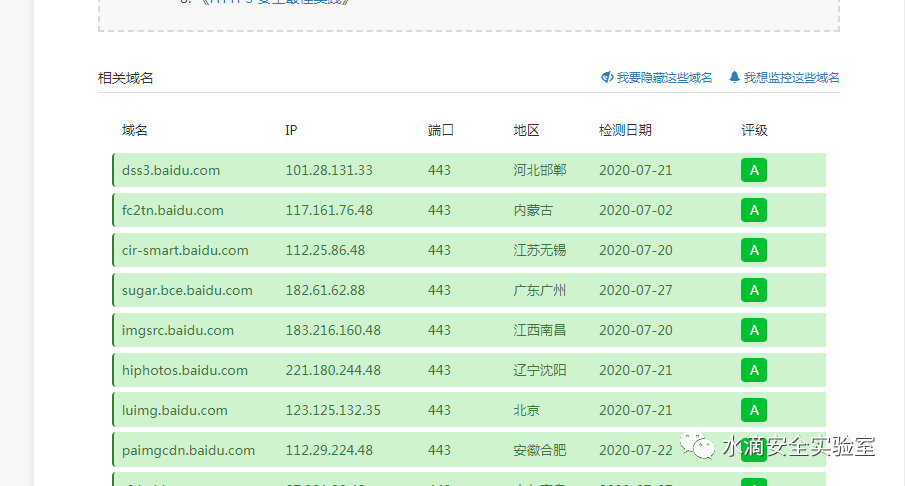 8. 《HTTPS 安全最佳实践》
相关域名 我要隐藏这些域名 我想监控这些域名
域名 IP 端口 地区 检测日期 评级
dss3.baidu.com 101.28.131.33 443 河北邯郸 2020-07-21 A
fc2tn.baidu.com 117.161.76.48 443 内蒙古 2020-07-02 A
cir-smart.baidu.com 112.25.86.48 443 江苏无锡 2020-07-20 A
sugar.bce.baidu.com 182.61.62.88 443 广东广州 2020-07-27 A
imgsrc.baidu.com 183.216.160.48 443 江西南昌 2020-07-20 A
hiphotos.baidu.com 221.180.244.48 443 辽宁沈阳 2020-07-21 A
luimg.baidu.com 123.125.132.35 443 北京 2020-07-21 A
paimgcdn.baidu.com 112.29.224.48 443 安徽合肥 2020-07-22 A
水滴安全实验室